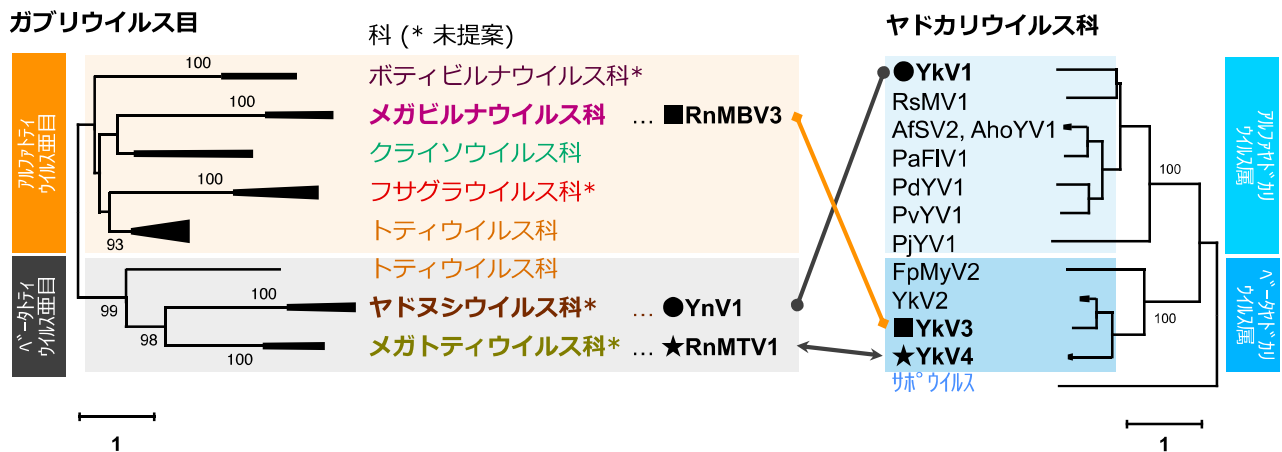 ガブリウイルス目
ヤドカリウイルス科
科 (* 未提案)
アルファトティ
ウイルス亜目
ベータトティ
ウイルス亜目
100
ボティビルナウイルス科*
100
メガビルナウイルス科 … ■RnMBV3
クライソウイルス科
100
フサグラウイルス科*
93
トティウイルス科
トティウイルス科
99
100
ヤドヌシウイルス科* … ●YnV1
98
100
メガトティウイルス科* … ★RnMTV1
1
●YkV1
RsMV1
AfSV2, AhoYV1
PaFlV1
PdYV1
PvYV1
PjYV1
FpMyV2
YkV2
■YkV3
★YkV4
サポウイルス
100
100
アルファヤドカリ
ウイルス属
ベータヤドカリ
ウイルス属
1